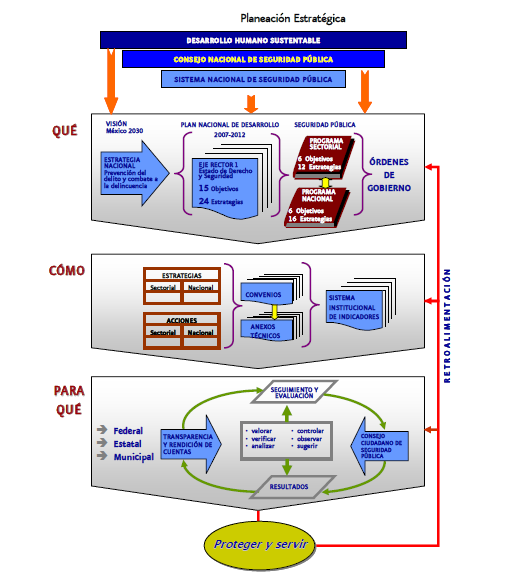 Planeación Estratégica
DESARROLLO HUMANO SUSTENTABLE
CONSEJO NACIONAL DE SEGURIDAD PÚBLICA
SISTEMA NACIONAL DE SEGURIDAD PÚBLICA
QUÉ
VISIÓN
México 2030
ESTRATEGIA
NACIONAL
Prevención del
delito y combate a
la delincuencia
PLAN NACIONAL DE DESARROLLO
2007-2012
EJE RECTOR 1
Estado de Derecho
y Seguridad
15 Objetivos
24 Estrategias
SEGURIDAD PÚBLICA
PROGRAMA
SECTORIAL
6 Objetivos
12 Estrategias
PROGRAMA
NACIONAL
6 Objetivos
16 Estrategias
ÓRDENES
DE
GOBIERNO
CÓMO
ESTRATEGIAS
Sectorial Nacional
ACCIONES
Sectorial Nacional
CONVENIOS
ANEXOS
TÉCNICOS
SISTEMA
INSTITUCIONAL
DE INDICADORES
RETROALIMENTACIÓN
PARA
QUÉ
Federal
Estatal
Municipal
TRANSPARENCIA
Y RENDICIÓN DE
CUENTAS
SEGUIMIENTO Y
EVALUACIÓN
• valorar
• verificar
• analizar
• controlar
• observar
• sugerir
RESULTADOS
CONSEJO
CIUDADANO DE
SEGURIDAD
PÚBLICA
Proteger y servir